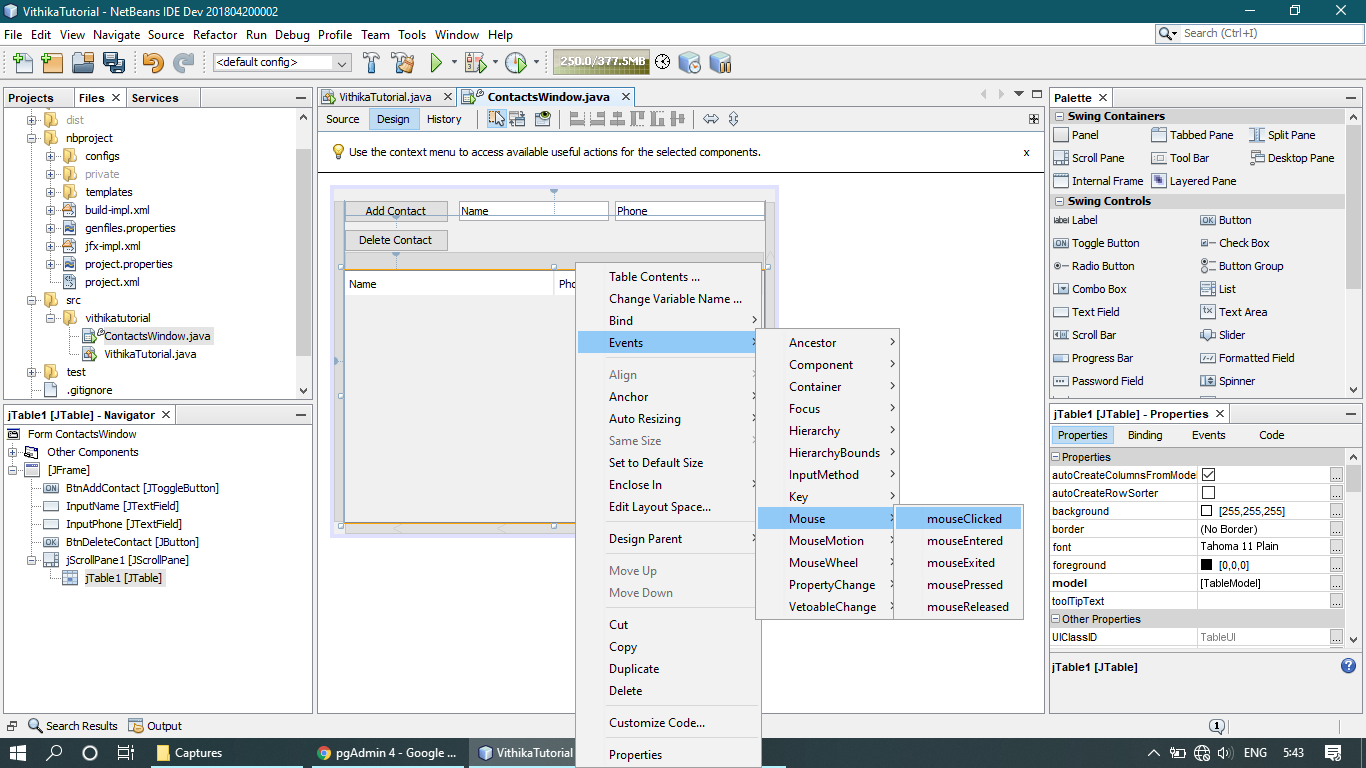 VithikaTutorial - NetBeans IDE Dev 201804200002
File Edit View Navigate Source Refactor Run Debug Profile Team Tools Window Help
Search (Ctrl+I)
<default config>
250.0/377.5MB
Projects Files Services
dist
nbproject
configs
private
templates
build-impl.xml
genfiles.properties
jfx-impl.xml
project.properties
project.xml
src
vithikatutorial
ContactsWindow.java
VithikaTutorial.java
test
.gitignore
jTable1 [JTable] - Navigator
Form ContactsWindow
Other Components
[JFrame]
BtnAddContact [JToggleButton]
InputName [JTextField]
InputPhone [JTextField]
BtnDeleteContact [JButton]
jScrollPane1 [JScrollPane]
jTable1 [JTable]
VithikaTutorial.java ContactsWindow.java
Source Design History
Use the context menu to access available useful actions for the selected components.
x
Add Contact Name Phone
Delete Contact
Name
Table Contents ...
Change Variable Name ...
Bind
Events
Align
Anchor
Auto Resizing
Same Size
Set to Default Size
Enclose In
Edit Layout Space...
Design Parent
Move Up
Move Down
Cut
Copy
Duplicate
Delete
Customize Code...
Properties
Ancestor
Component
Container
Focus
Hierarchy
HierarchyBounds
InputMethod
Key
Mouse
MouseMotion
MouseWheel
PropertyChange
VetoableChange
mouseClicked
mouseEntered
mouseExited
mousePressed
mouseReleased
Palette
Swing Containers
Panel Tabbed Pane Split Pane
Scroll Pane Tool Bar Desktop Pane
Internal Frame Layered Pane
Swing Controls
label Label OK Button
ON Toggle Button Check Box
Radio Button Button Group
Combo Box List
Text Field Text Area
Scroll Bar Slider
Progress Bar Formatted Field
Password Field Spinner
jTable1 [JTable] - Properties
Properties Binding Events Code
Properties
autoCreateColumnsFromModel
autoCreateRowSorter
background [255,255,255]
border (No Border)
font Tahoma 11 Plain
foreground [0,0,0]
model [TableModel]
toolTipText
Other Properties
UIClassID TableUI
jTable1 [JTable]
Search Results Output
1
Captures pgAdmin 4 - Google ... VithikaTutorial
ENG 5:43